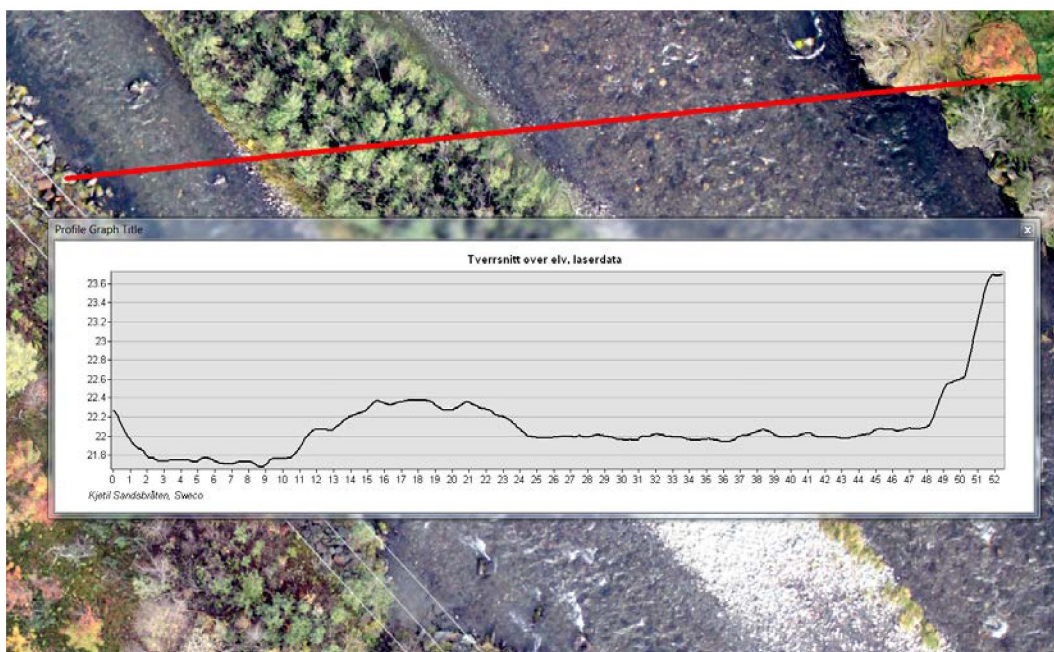 Profile Graph Title
x
Tverrsnitt over elv, laserdata
23.6
23.4
23.2
23
22.8
22.6
22.4
22.2
22
21.8
0 1 2 3 4 5 6 7 8 9 10 11 12 13 14 15 16 17 18 19 20 21 22 23 24 25 26 27 28 29 30 31 32 33 34 35 36 37 38 39 40 41 42 43 44 45 46 47 48 49 50 51 52
Kjetil Sandsbråten, Sweco